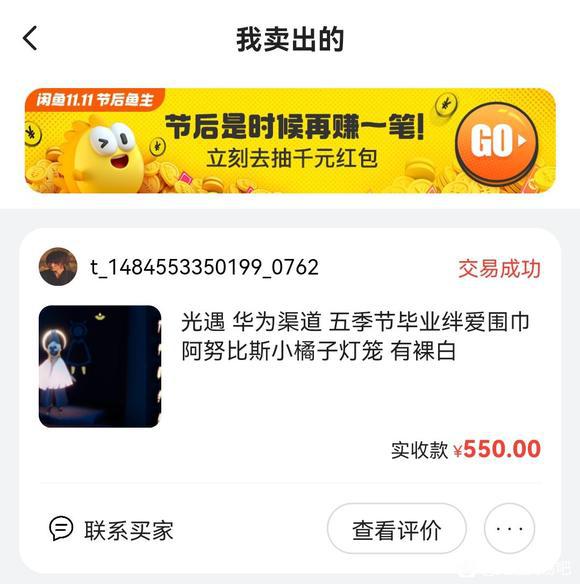 我卖出的
闲鱼11.11 节后鱼生
节后是时候再赚一笔!
立刻去抽千元红包
GO
t_1484553350199_0762
交易成功
光遇 华为渠道 五季节毕业绊爱围巾
阿努比斯小橘子灯笼 有裸白
实收款 ¥550.00
联系买家
查看评价